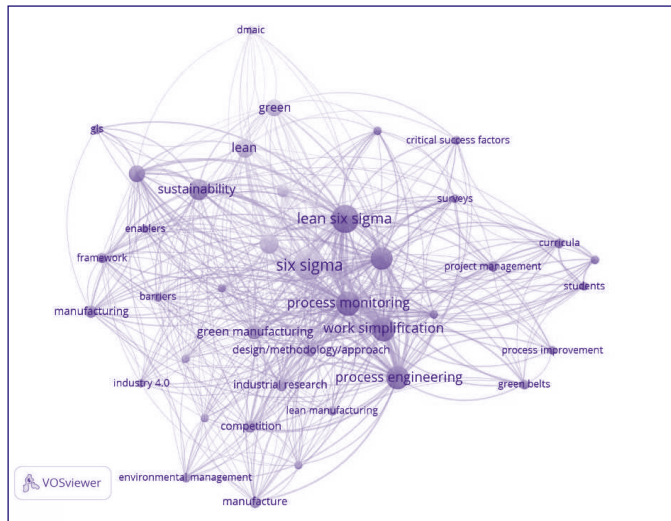 dmaic
green
gls
critical success factors
lean
sustainability
surveys
lean six sigma
enablers
curricula
framework
six sigma
project management
students
barriers
process monitoring
manufacturing
green manufacturing
work simplification
design/methodology/approach
process improvement
process engineering
industry 4.0
industrial research
green belts
lean manufacturing
competition
environmental management
VOSviewer
manufacture